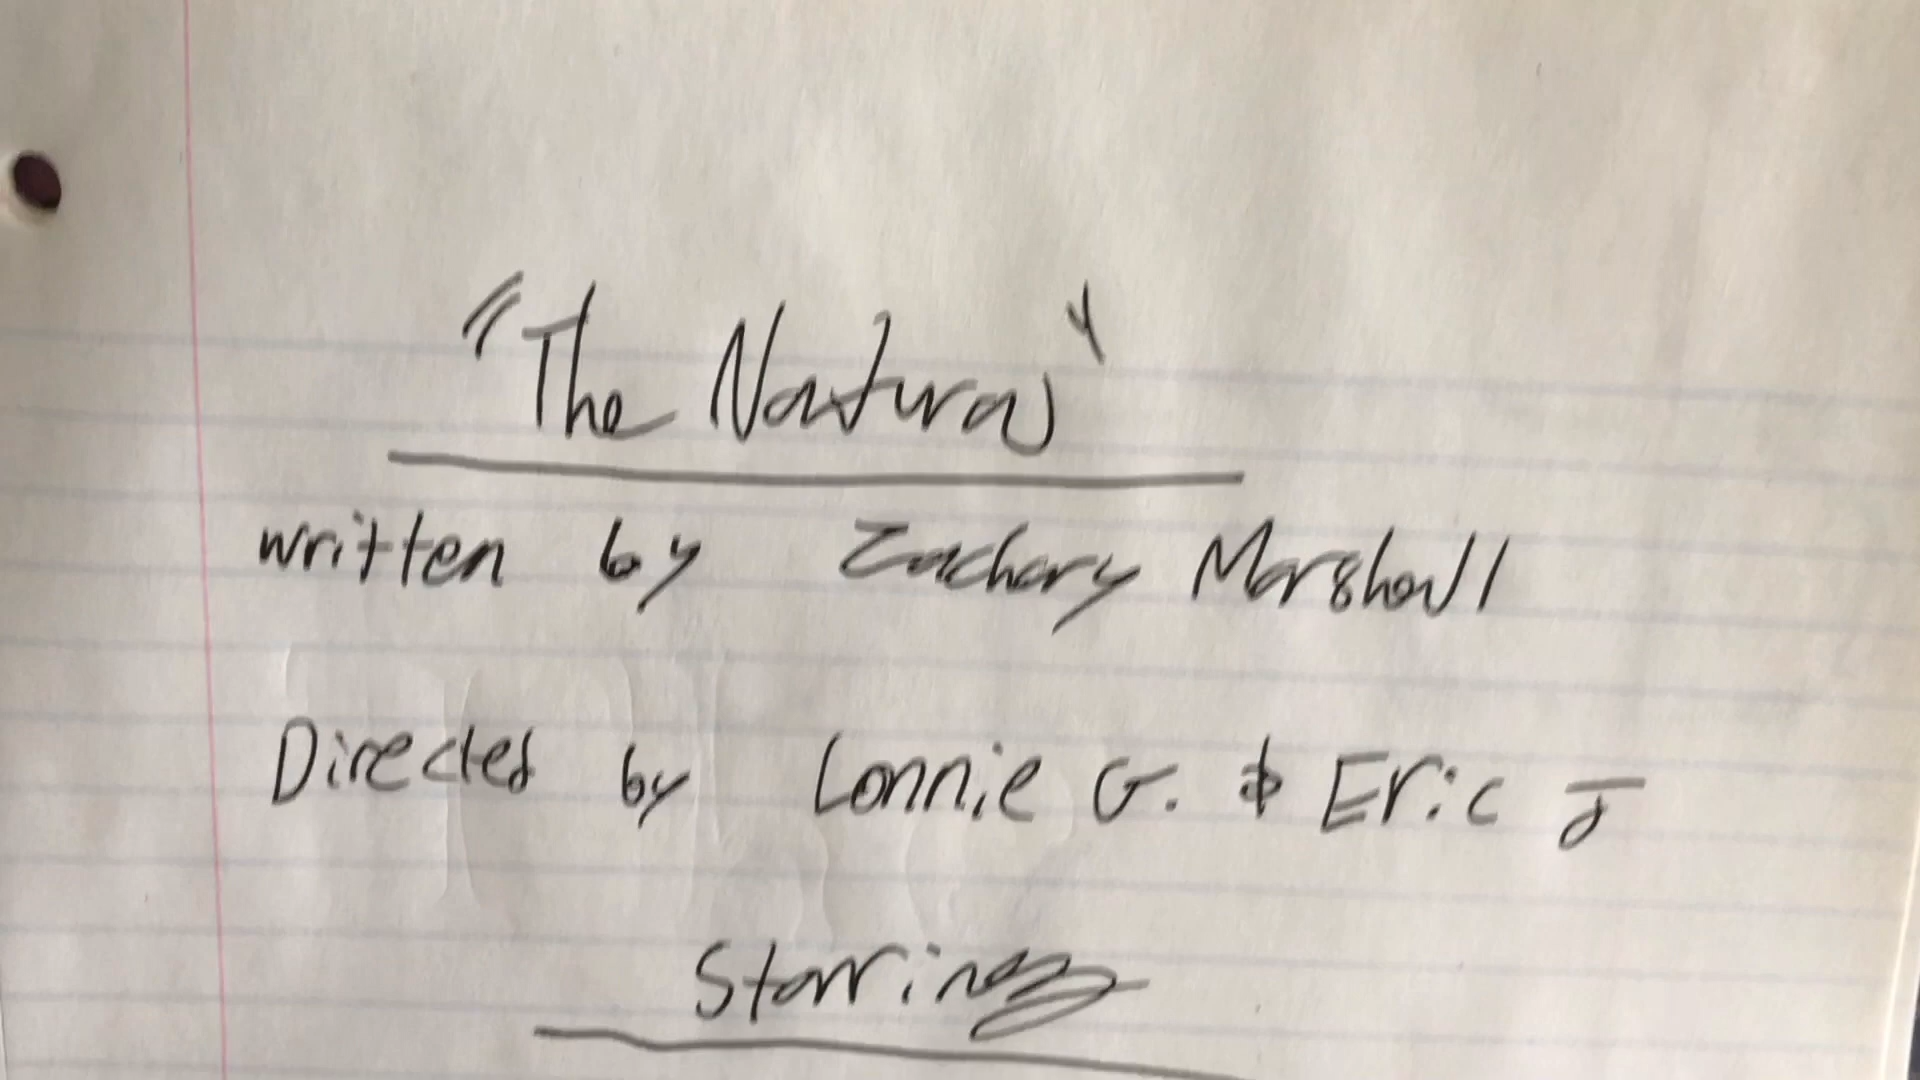 "The Natural"
written by Zachary Marshall
Directed by Lonnie G. & Eric J
Starring